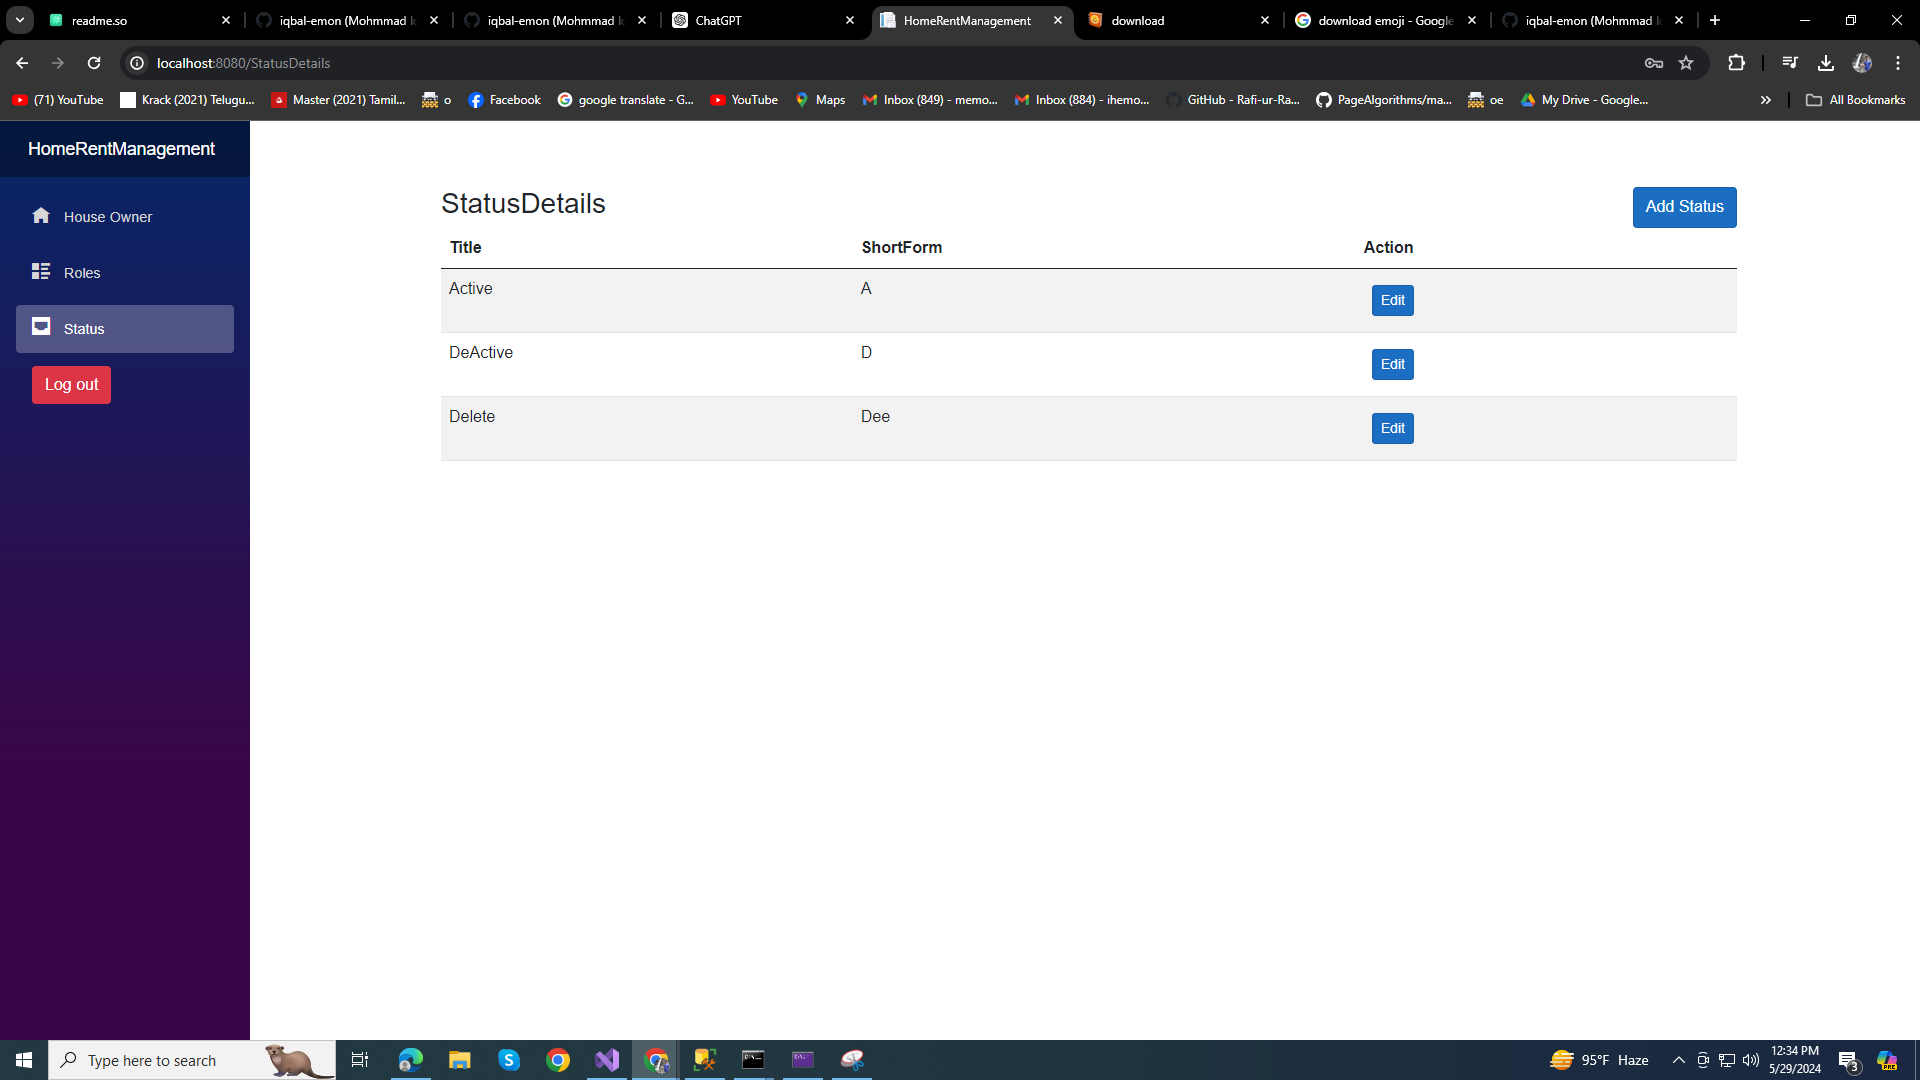 readme.so
iqbal-emon (Mohmmad Ic
iqbal-emon (Mohmmad Ic
ChatGPT
HomeRentManagement
download
download emoji - Google
iqbal-emon (Mohmmad I
localhost:8080/StatusDetails
(71) YouTube
Krack (2021) Telugu...
Master (2021) Tamil...
o
Facebook
google translate - G...
YouTube
Maps
Inbox (849) - memo...
Inbox (884) - ihemo...
GitHub - Rafi-ur-Ra...
PageAlgorithms/ma...
oe
My Drive - Google...
All Bookmarks
HomeRentManagement
House Owner
Roles
Status
Log out
StatusDetails
Add Status
Title ShortForm Action
Active A Edit
DeActive D Edit
Delete Dee Edit
Type here to search
95°F Haze
12:34 PM
5/29/2024
3